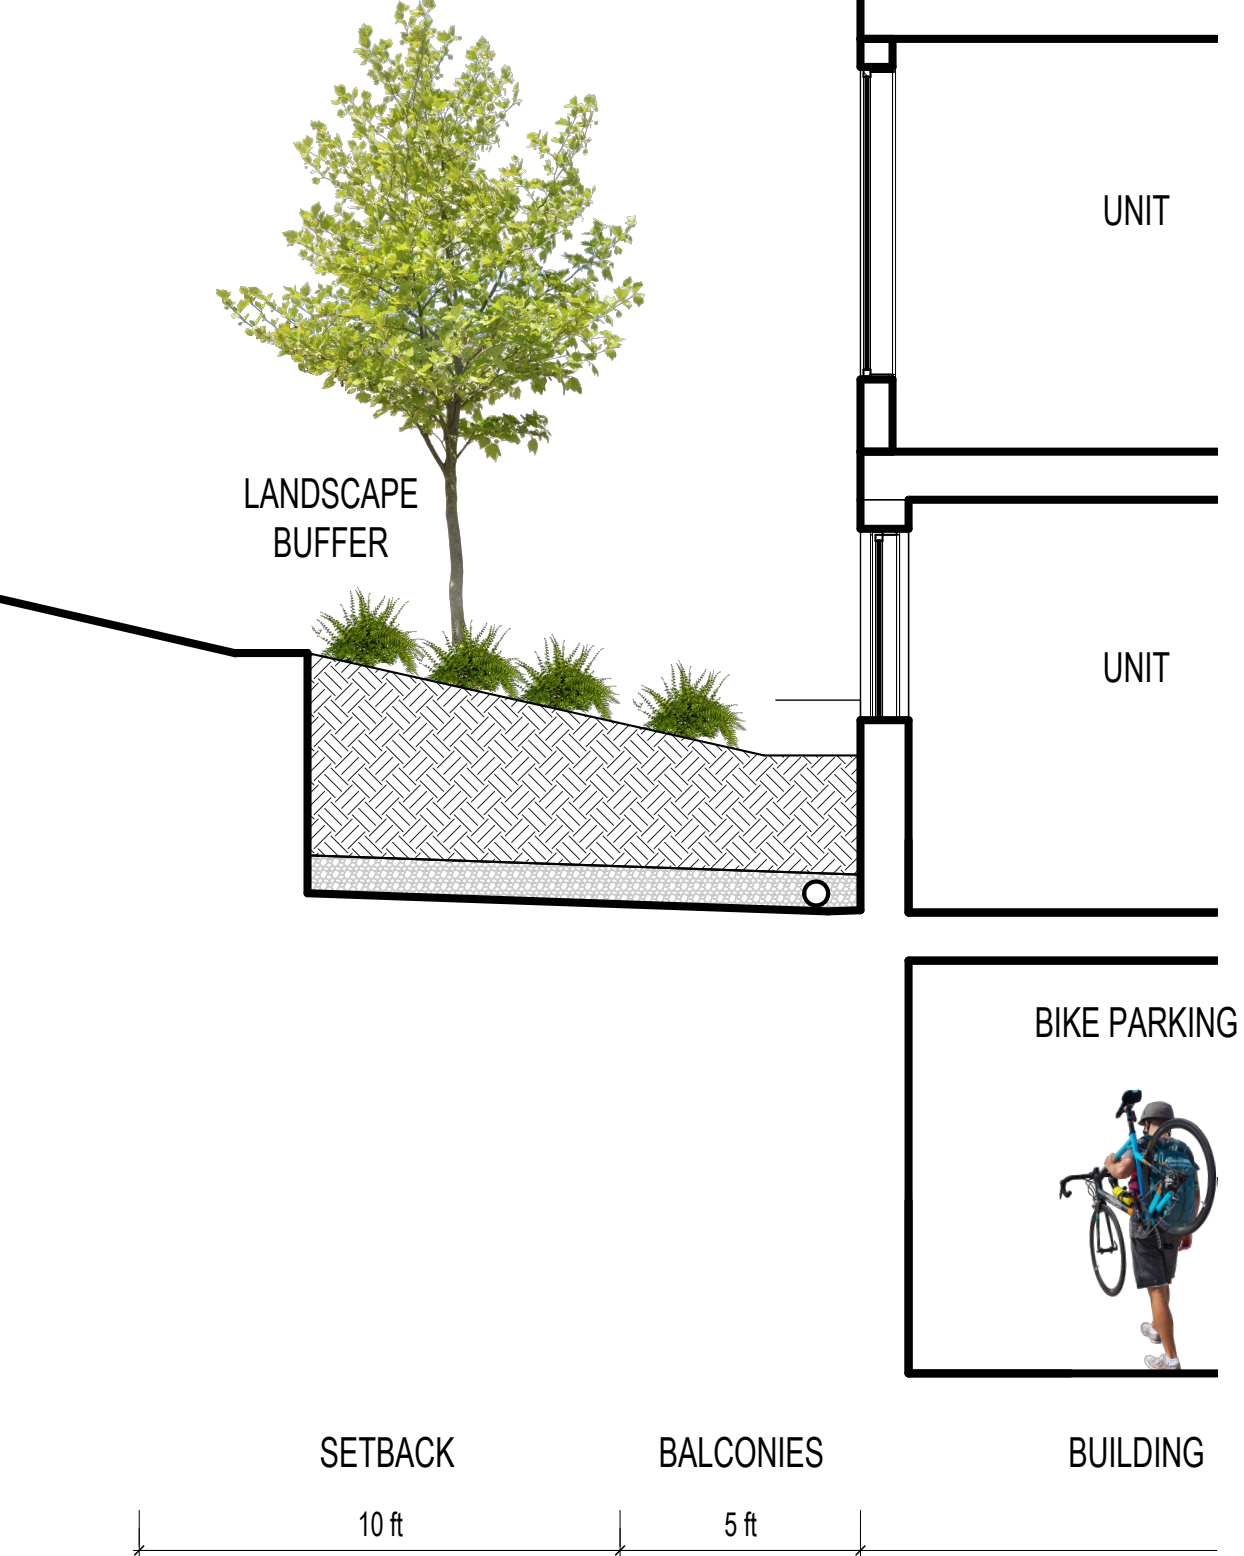 UNIT
LANDSCAPE
BUFFER
UNIT
BIKE PARKING
SETBACK
BALCONIES
BUILDING
10 ft
5 ft